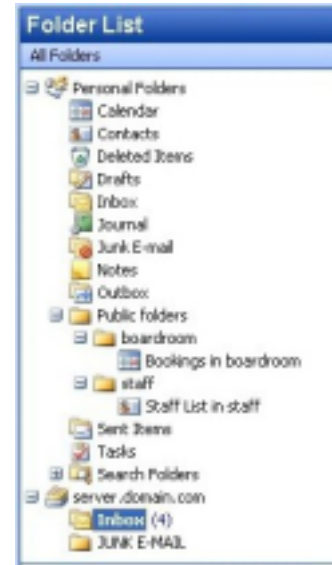 Folder List
All Folders
Personal Folders
Calendar
Contacts
Deleted Items
Drafts
Inbox
Journal
Junk E-mail
Notes
Outbox
Public folders
boardroom
Bookings in boardroom
staff
Staff List in staff
Sent Items
Tasks
Search Folders
server.domain.com
Inbox (4)
JUNK E-MAIL